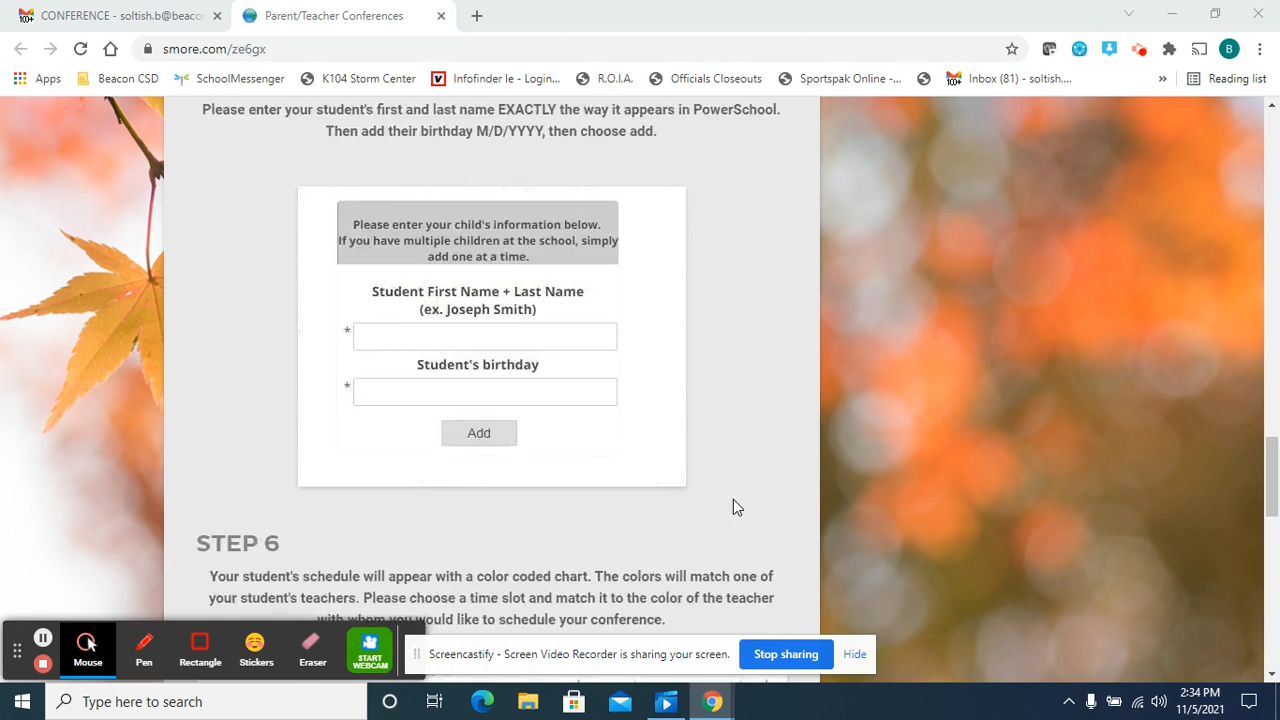 CONFERENCE - soltish.b@beaco
Parent/Teacher Conferences
smore.com/ze6gx
B
Apps
Beacon CSD
SchoolMessenger
K104 Storm Center
Infofinder le - Login...
R.O.I.A.
Officials Closeouts
Sportspak Online -...
Inbox (81) - soltish....
»
Reading list
Please enter your student's first and last name EXACTLY the way it appears in PowerSchool.
Then add their birthday M/D/YYYY, then choose add.
Please enter your child's information below.
If you have multiple children at the school, simply
add one at a time.
Student First Name + Last Name
(ex. Joseph Smith)
*
Student's birthday
*
Add
STEP 6
Your student's schedule will appear with a color coded chart. The colors will match one of
your student's teachers. Please choose a time slot and match it to the color of the teacher
with whom you would like to schedule your conference.
Mouse
Pen
Rectangle
Stickers
Eraser
START
WEBCAM
Screencastify - Screen Video Recorder is sharing your screen.
Stop sharing
Hide
Type here to search
2:34 PM
11/5/2021